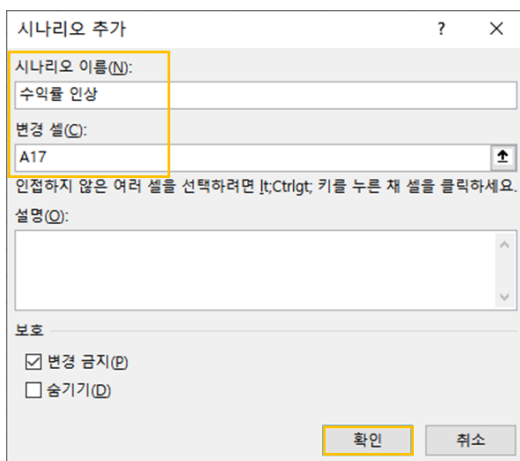 시나리오 추가 ? ×
시나리오 이름(N):
수익률 인상
변경 셀(C):
A17
인접하지 않은 여러 셀을 선택하려면 lt;Ctrlgt; 키를 누른 채 셀을 클릭하세요.
설명(O):
보호
변경 금지(P)
숨기기(D)
확인 취소